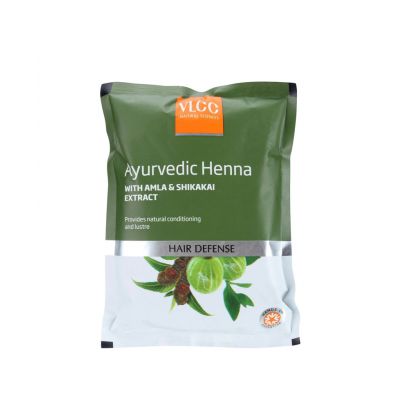 VLCC
NATURAL SCIENCES
Ayurvedic Henna
WITH AMLA & SHIKAKAI
EXTRACT
Provides natural conditioning
and lustre
HAIR DEFENSE